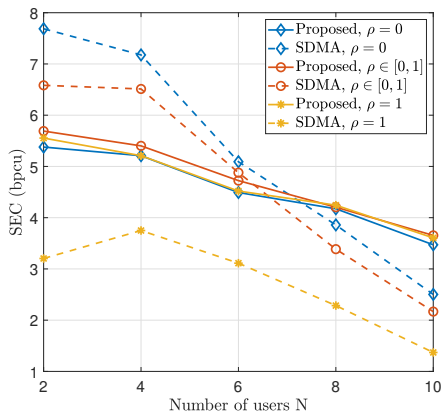 8
7
6
5
4
3
2
1
SEC (bpcu)
Proposed, ρ = 0
SDMA, ρ = 0
Proposed, ρ ∈ [0, 1]
SDMA, ρ ∈ [0, 1]
Proposed, ρ = 1
SDMA, ρ = 1
2 4 6 8 10
Number of users N